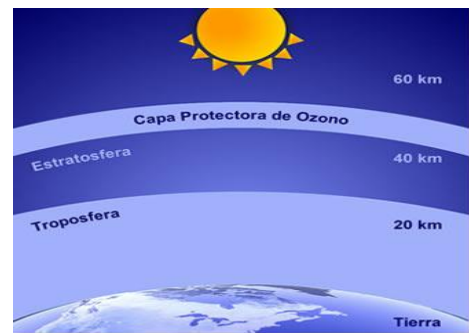 60 km
Capa Protectora de Ozono
Estratosfera
40 km
Troposfera
20 km
Tierra